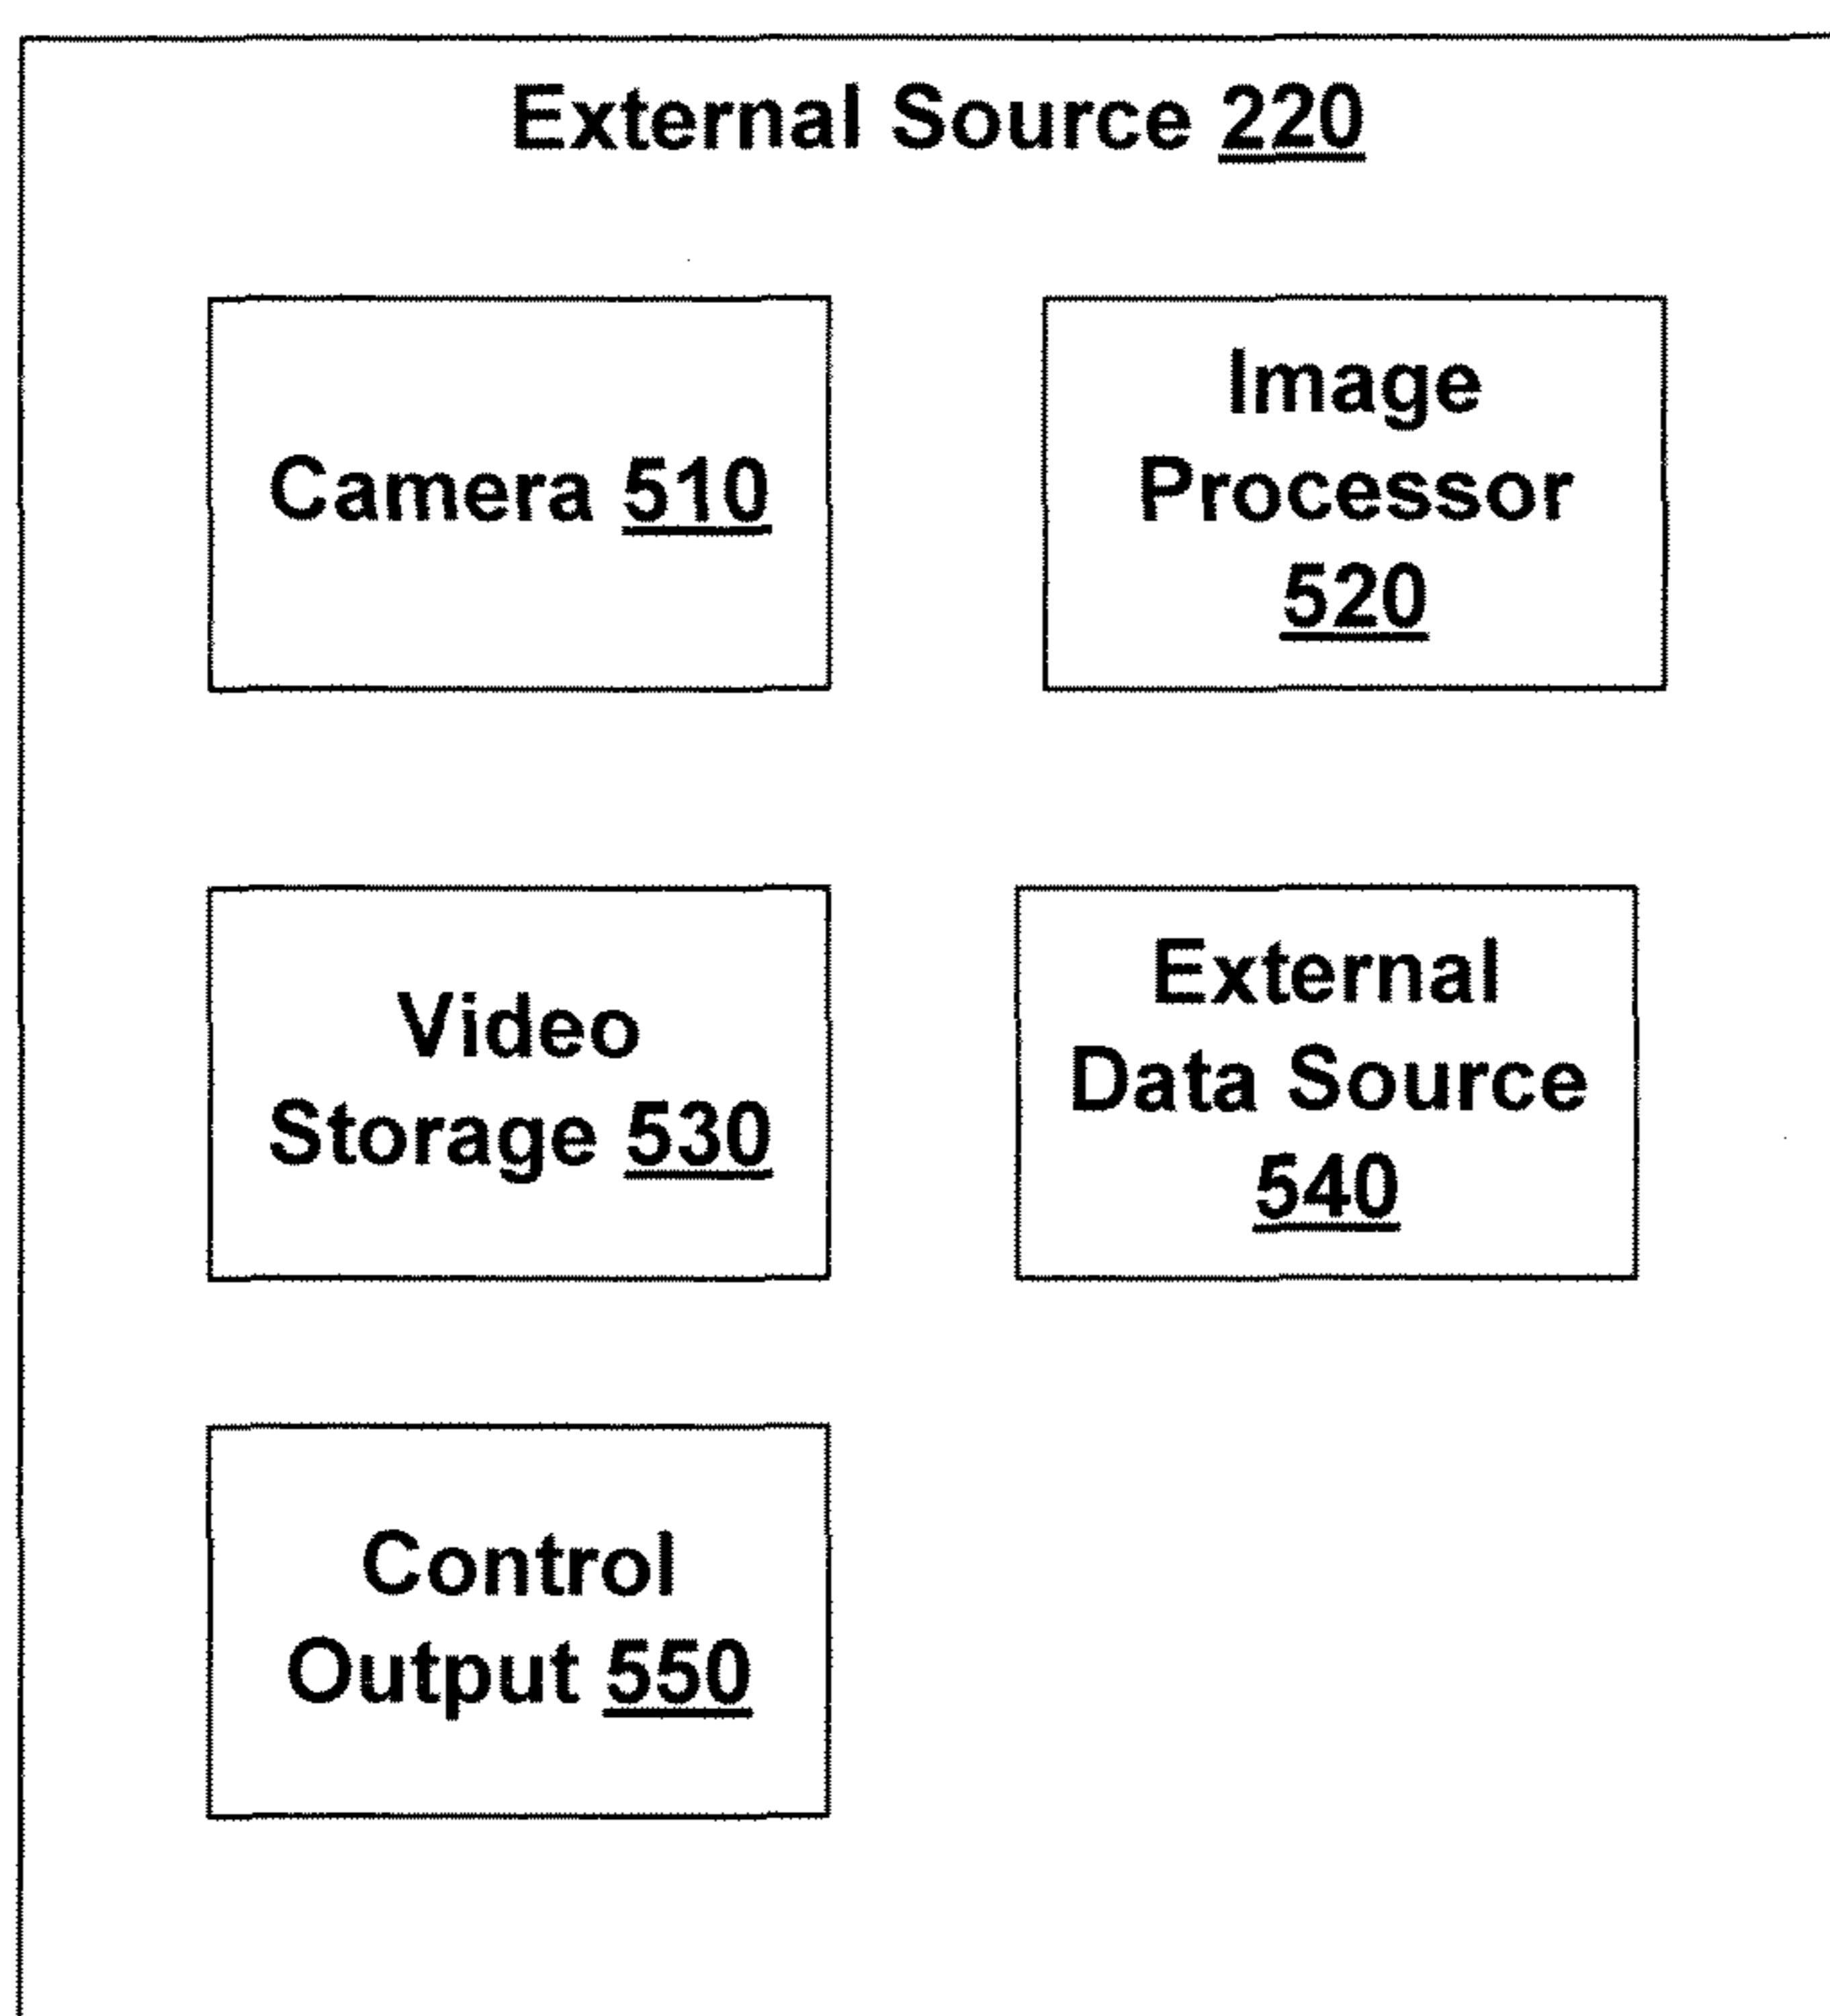 External Source 220
Camera 510
Image
Processor
520
Video
Storage 530
External
Data Source
540
Control
Output 550